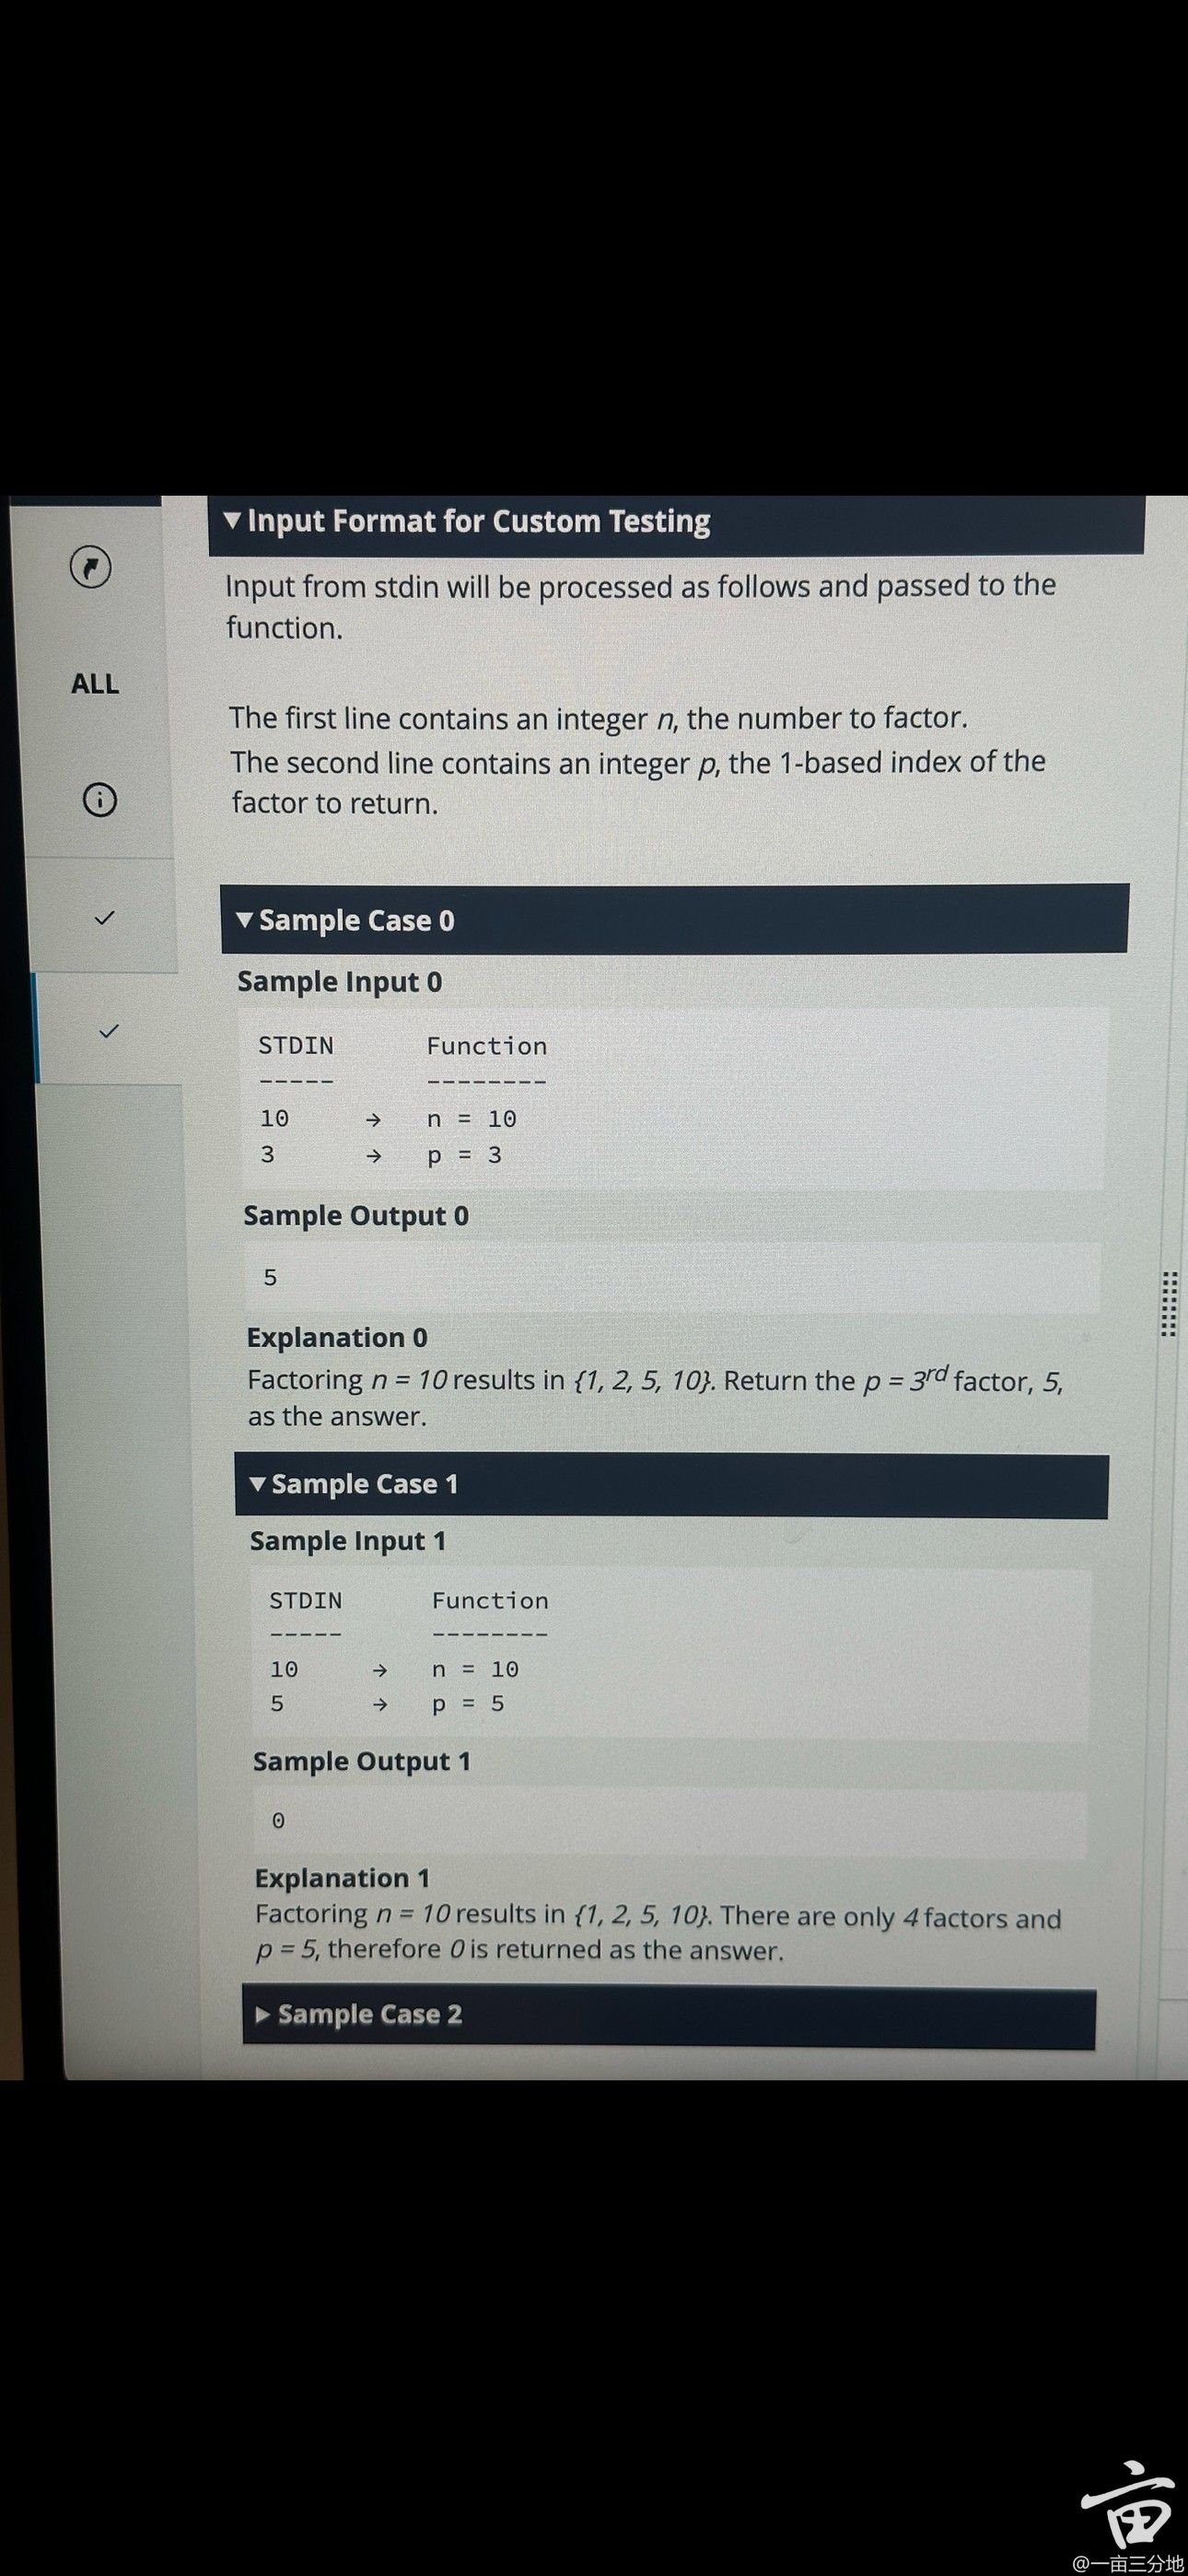 ▼ Input Format for Custom Testing
Input from stdin will be processed as follows and passed to the
function.
ALL
The first line contains an integer n, the number to factor.
The second line contains an integer p, the 1-based index of the
factor to return.
▼ Sample Case 0
Sample Input 0
STDIN Function
----- --------
10 → n = 10
3 → p = 3
Sample Output 0
5
Explanation 0
Factoring n = 10 results in {1, 2, 5, 10}. Return the p = 3rd factor, 5,
as the answer.
▼ Sample Case 1
Sample Input 1
STDIN Function
----- --------
10 → n = 10
5 → p = 5
Sample Output 1
0
Explanation 1
Factoring n = 10 results in {1, 2, 5, 10}. There are only 4 factors and
p = 5, therefore 0 is returned as the answer.
▶ Sample Case 2
亩
@一亩三分地